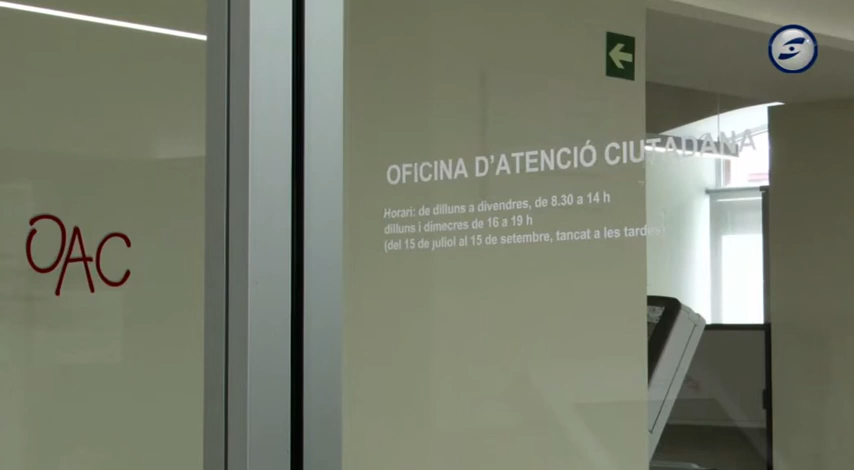 OAC
OFICINA D'ATENCIÓ CIUTADANA
Horari: de dilluns a divendres, de 8.30 a 14 h
dilluns i dimecres de 16 a 19 h
(del 15 de juliol al 15 de setembre, tancat a les tardes)